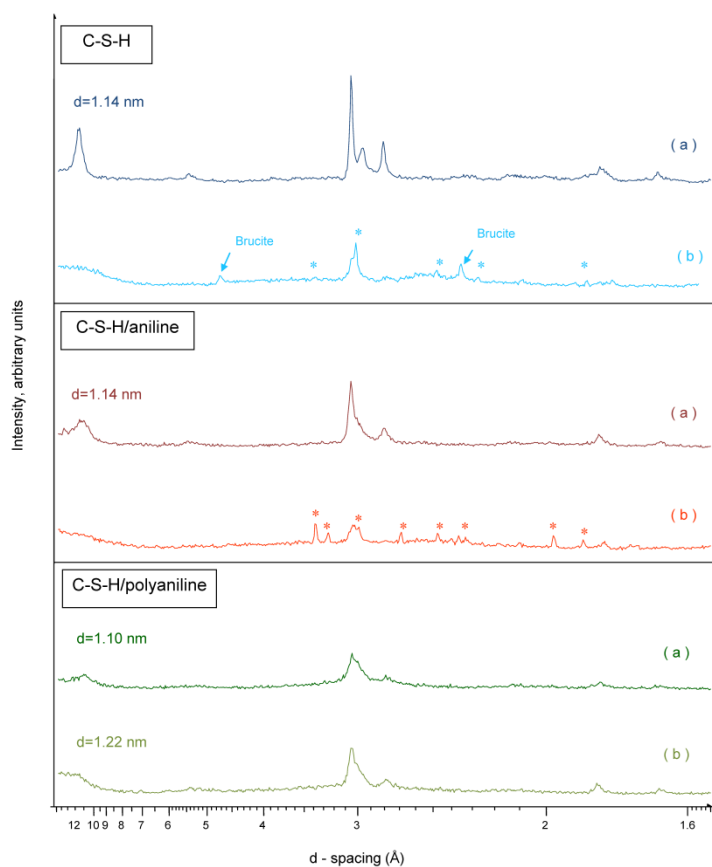 C-S-H
d=1.14 nm
( a )
Brucite
*
*
Brucite
*
*
*
( b )
C-S-H/aniline
d=1.14 nm
( a )
* * * * * * * *
( b )
C-S-H/polyaniline
d=1.10 nm
( a )
d=1.22 nm
( b )
Intensity, arbitrary units
12 10 9 8 7 6 5 4 3 2 1.6
d - spacing (Å)